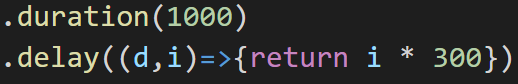 .duration(1000)
.delay((d,i)=>{return i * 300})